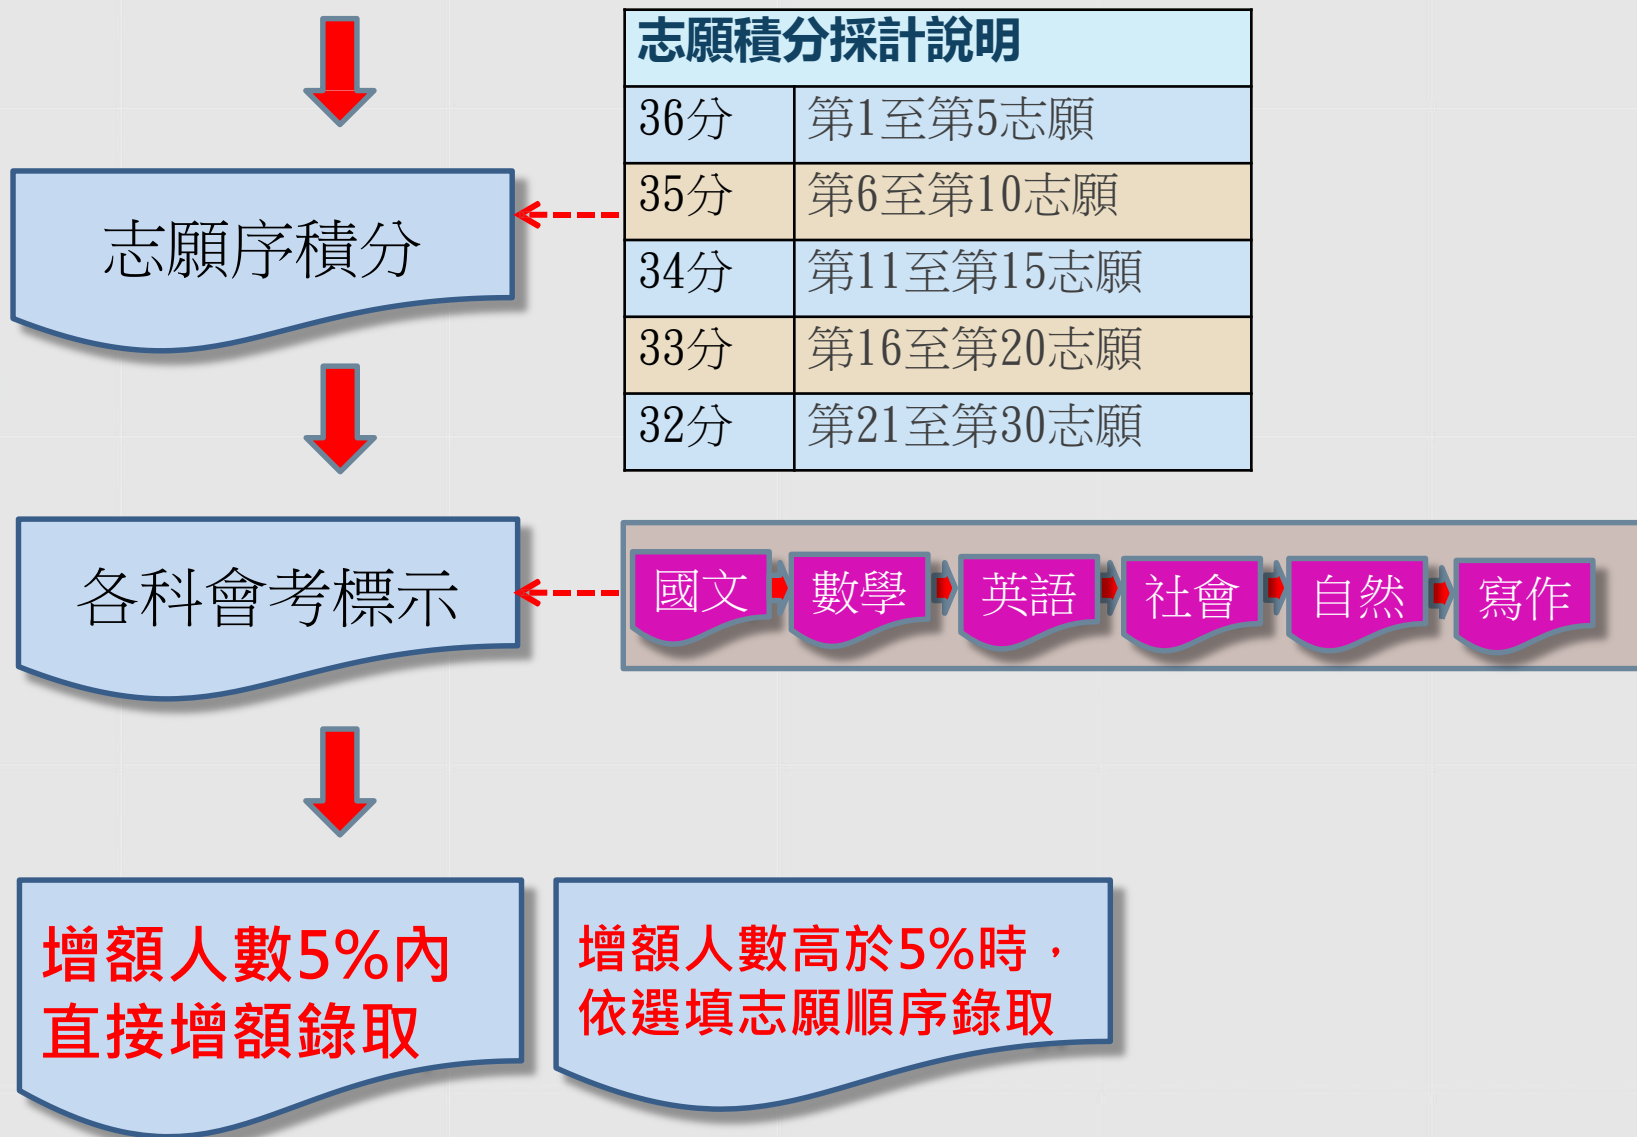 志願積分採計說明
36分 第1至第5志願
35分 第6至第10志願
34分 第11至第15志願
33分 第16至第20志願
32分 第21至第30志願
志願序積分
各科會考標示
國文 數學 英語 社會 自然 寫作
增額人數5%內
直接增額錄取
增額人數高於5%時，
依選填志願順序錄取